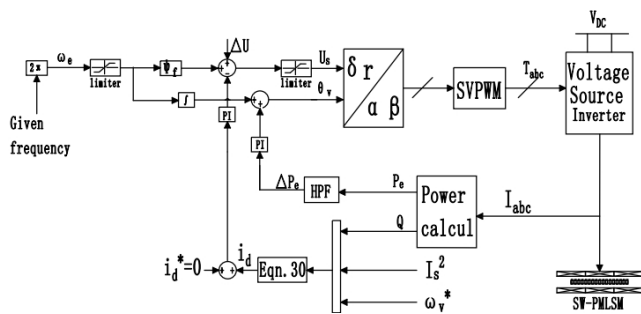 V_DC
ΔU
2x
ω_e
limiter
Ψ_f
limiter
U_s
θ_v
∫
δ r
α β
SVPWM
T_abc
Voltage
Source
Inverter
Given
frequency
PI
PI
ΔP_e
HPF
P_e
Power
calcul
I_abc
Q
i_d^*=0
i_d
Eqn.30
I_s^2
ω_v^*
SW-PMLSM